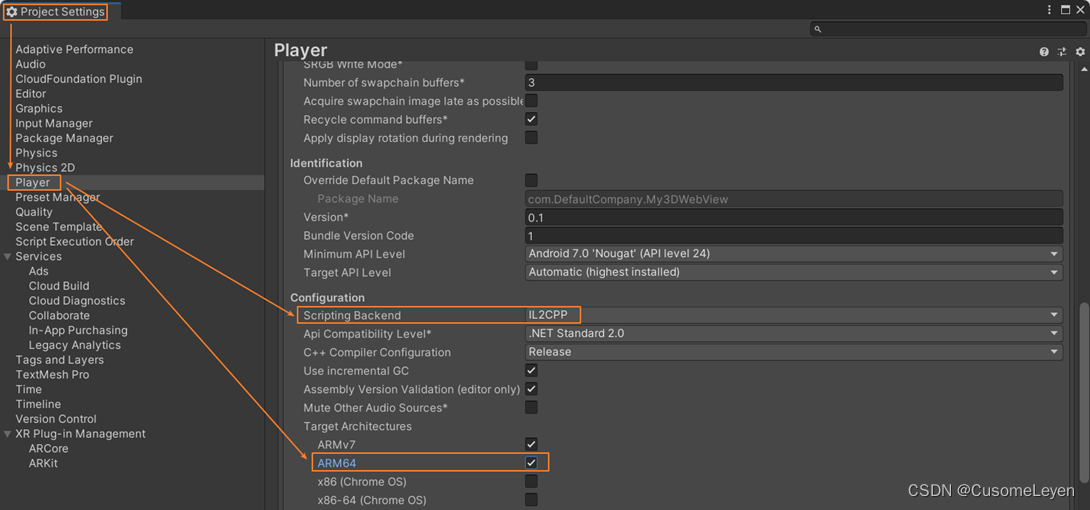 Project Settings
Adaptive Performance
Audio
CloudFoundation Plugin
Editor
Graphics
Input Manager
Package Manager
Physics
Physics 2D
Player
Preset Manager
Quality
Scene Template
Script Execution Order
Services
Ads
Cloud Build
Cloud Diagnostics
Collaborate
In-App Purchasing
Legacy Analytics
Tags and Layers
TextMesh Pro
Time
Timeline
Version Control
XR Plug-in Management
ARCore
ARKit
Player
SRGB Write Mode*
Number of swapchain buffers* 3
Acquire swapchain image late as possible
Recycle command buffers*
Apply display rotation during rendering
Identification
Override Default Package Name
Package Name com.DefaultCompany.My3DWebView
Version* 0.1
Bundle Version Code 1
Minimum API Level Android 7.0 'Nougat' (API level 24)
Target API Level Automatic (highest installed)
Configuration
Scripting Backend IL2CPP
Api Compatibility Level* .NET Standard 2.0
C++ Compiler Configuration Release
Use incremental GC
Assembly Version Validation (editor only)
Mute Other Audio Sources*
Target Architectures
ARMv7
ARM64
x86 (Chrome OS)
x86-64 (Chrome OS)
CSDN @CusomeLeyen